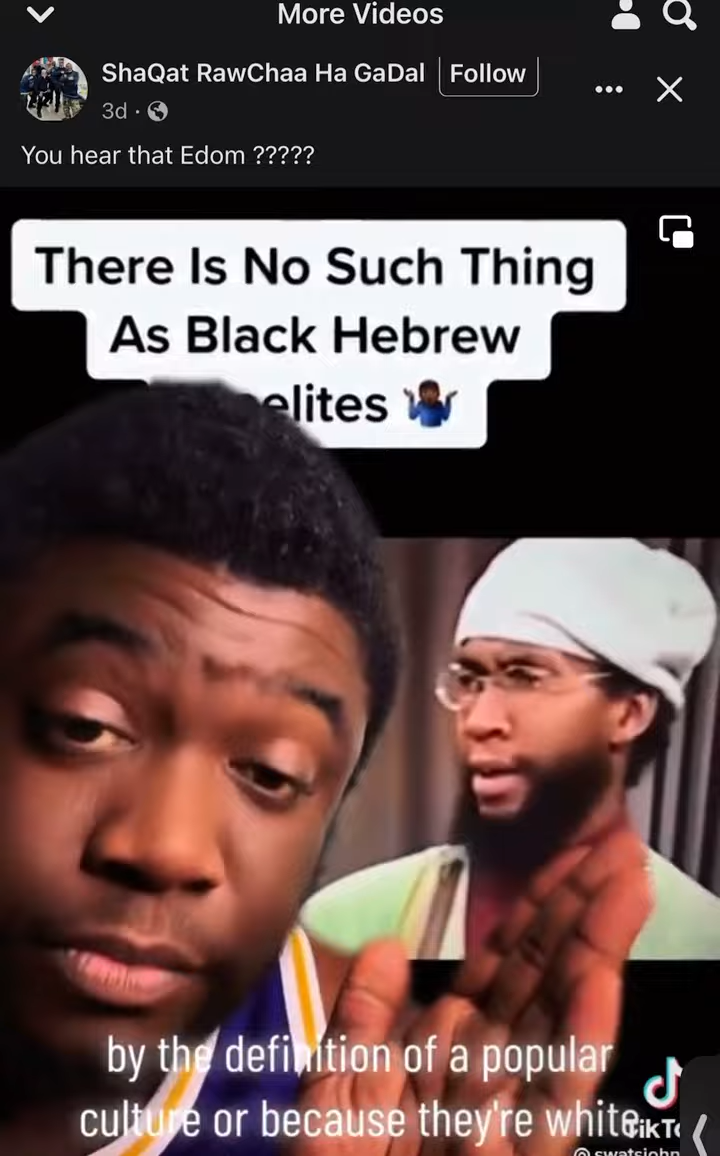 More Videos
ShaQat RawChaa Ha GaDal
Follow
3d
You hear that Edom ?????
There Is No Such Thing
As Black Hebrew
elites 🤷🏿‍♂️
by the definition of a popular
culture or because they're white
TikTo